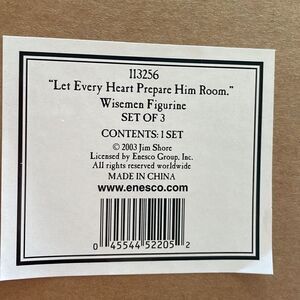 113256
“Let Every Heart Prepare Him Room.”
Wisemen Figurine
SET OF 3
CONTENTS: 1 SET
© 2003 Jim Shore
Licensed by Enesco Group, Inc.
All rights reserved worldwide
MADE IN CHINA
www.enesco.com
0 45544 52205 2